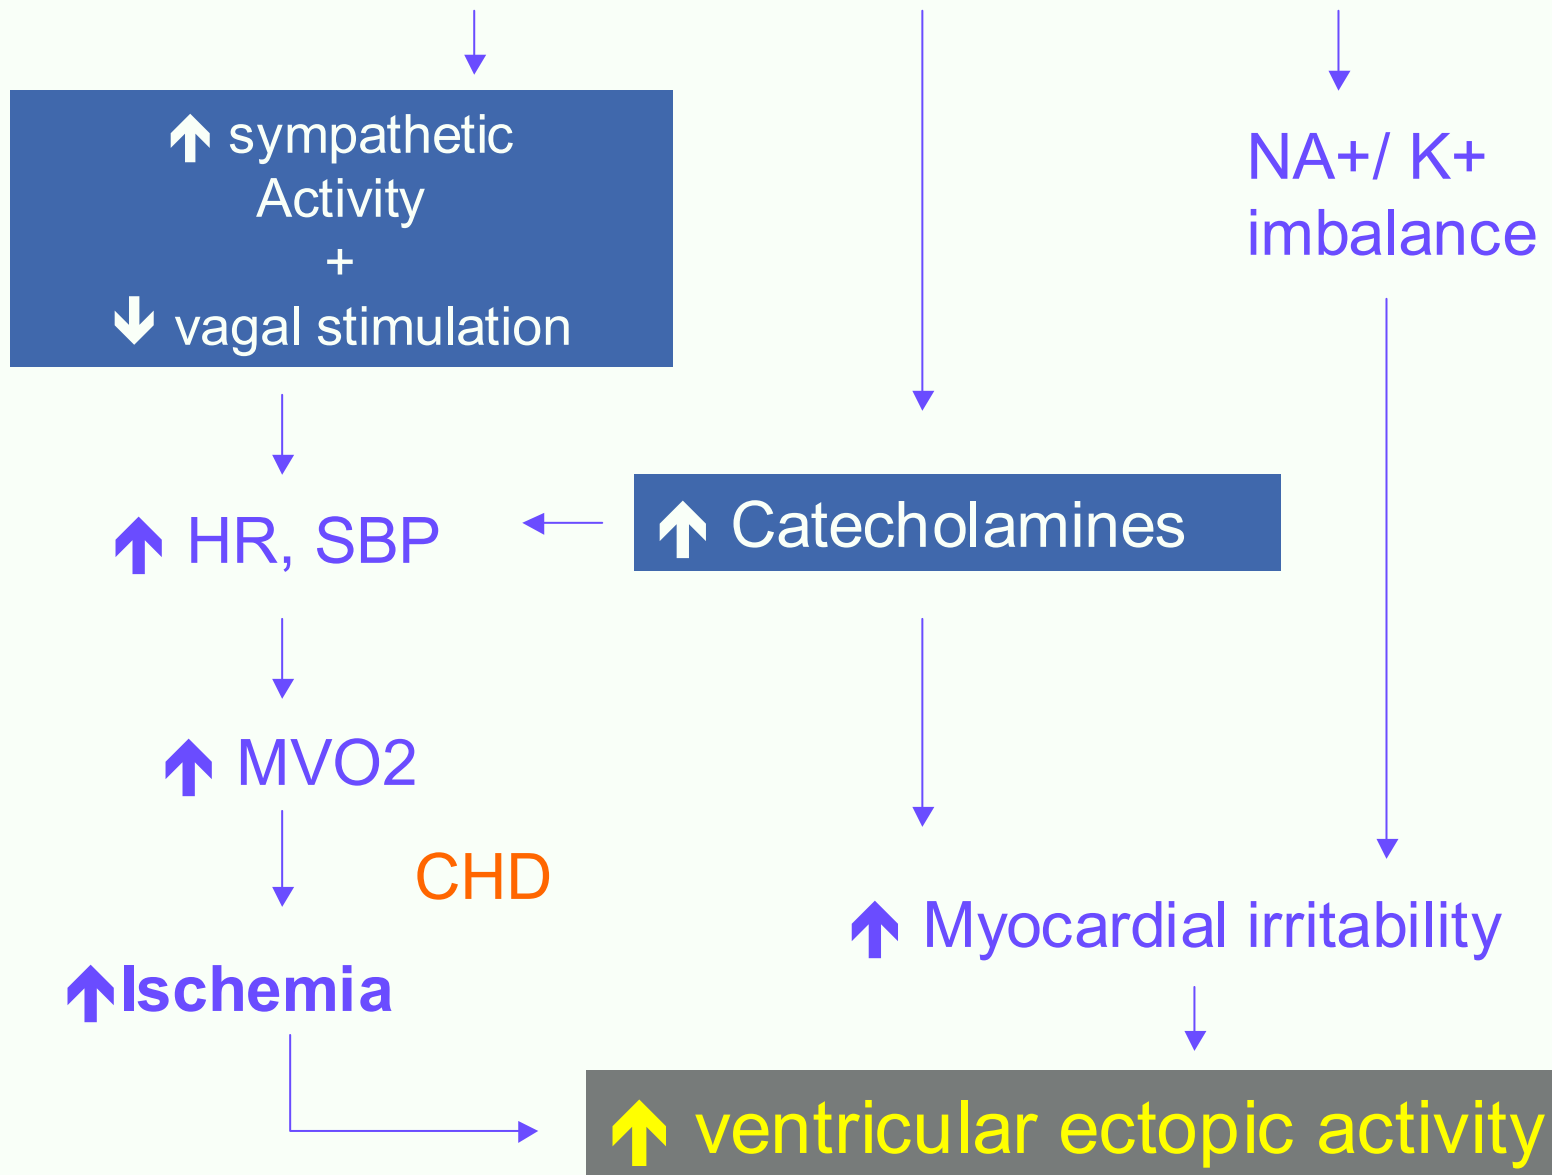 ↑ sympathetic
Activity
+
↓ vagal stimulation
NA+/ K+
imbalance
↑ HR, SBP
↑ Catecholamines
↑ MVO2
CHD
↑ Myocardial irritability
↑Ischemia
↑ ventricular ectopic activity